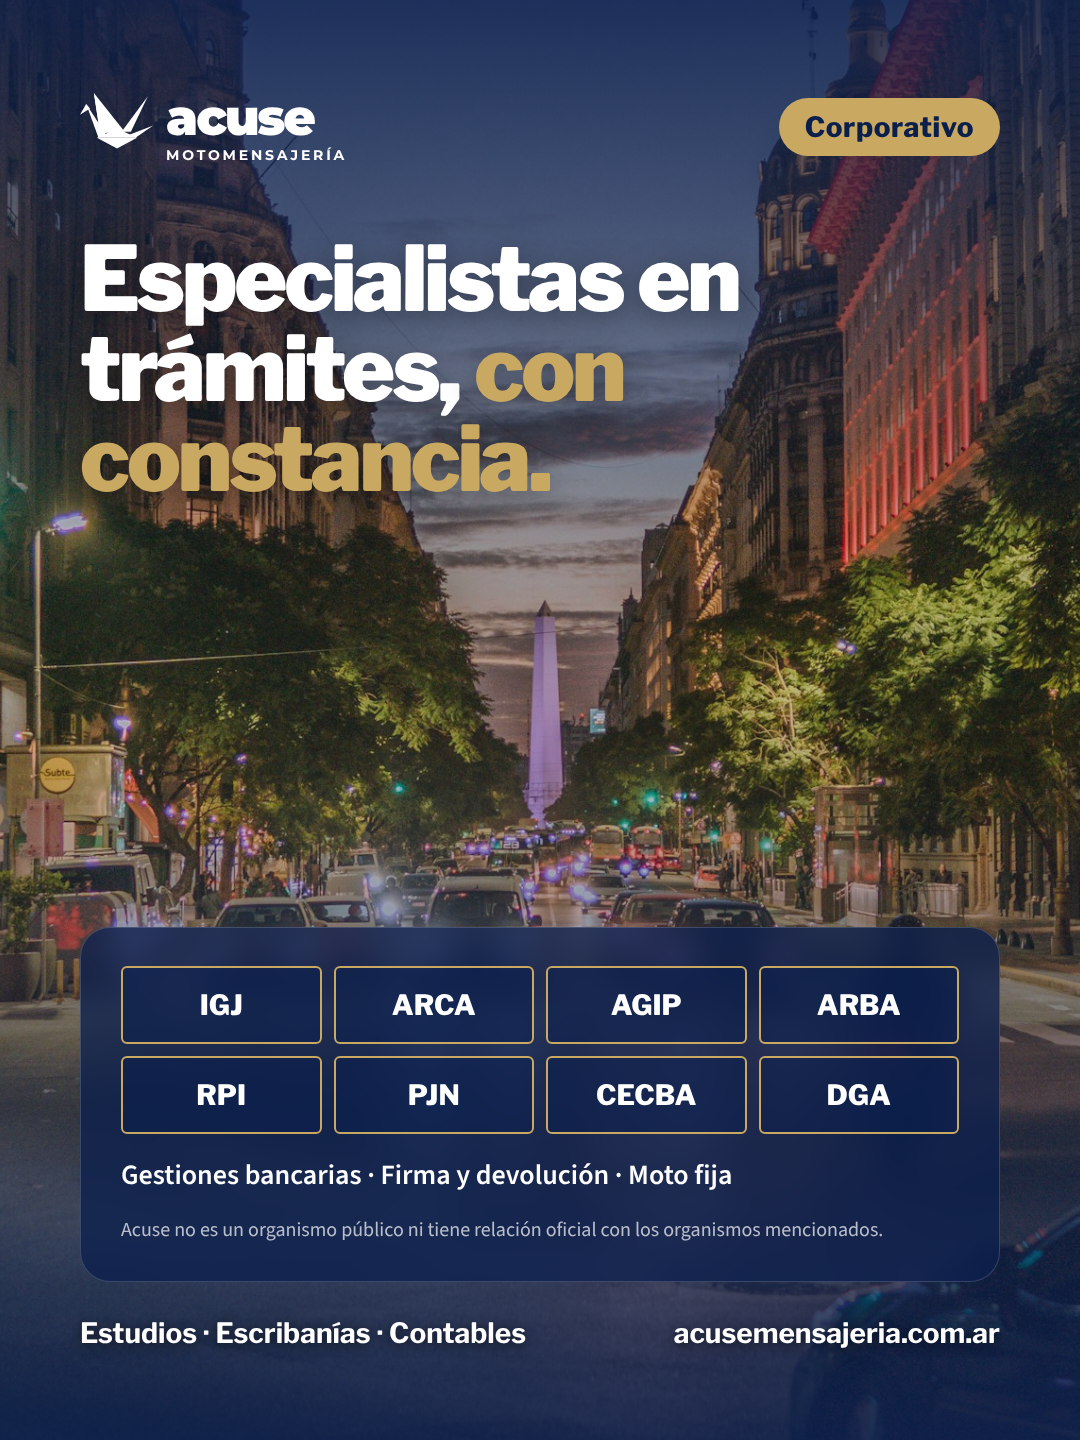 acuse
MOTOMENSAJERÍA
Corporativo
Especialistas en
trámites, con
constancia.
Subte
128
IGJ
ARCA
AGIP
ARBA
RPI
PJN
CECBA
DGA
Gestiones bancarias · Firma y devolución · Moto fija
Acuse no es un organismo público ni tiene relación oficial con los organismos mencionados.
Estudios · Escribanías · Contables
acusemensajeria.com.ar